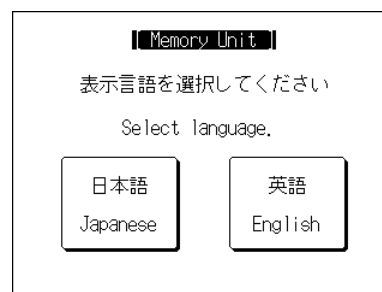 Memory Unit
表示言語を選択してください
Select language.
日本語 英語
Japanese English